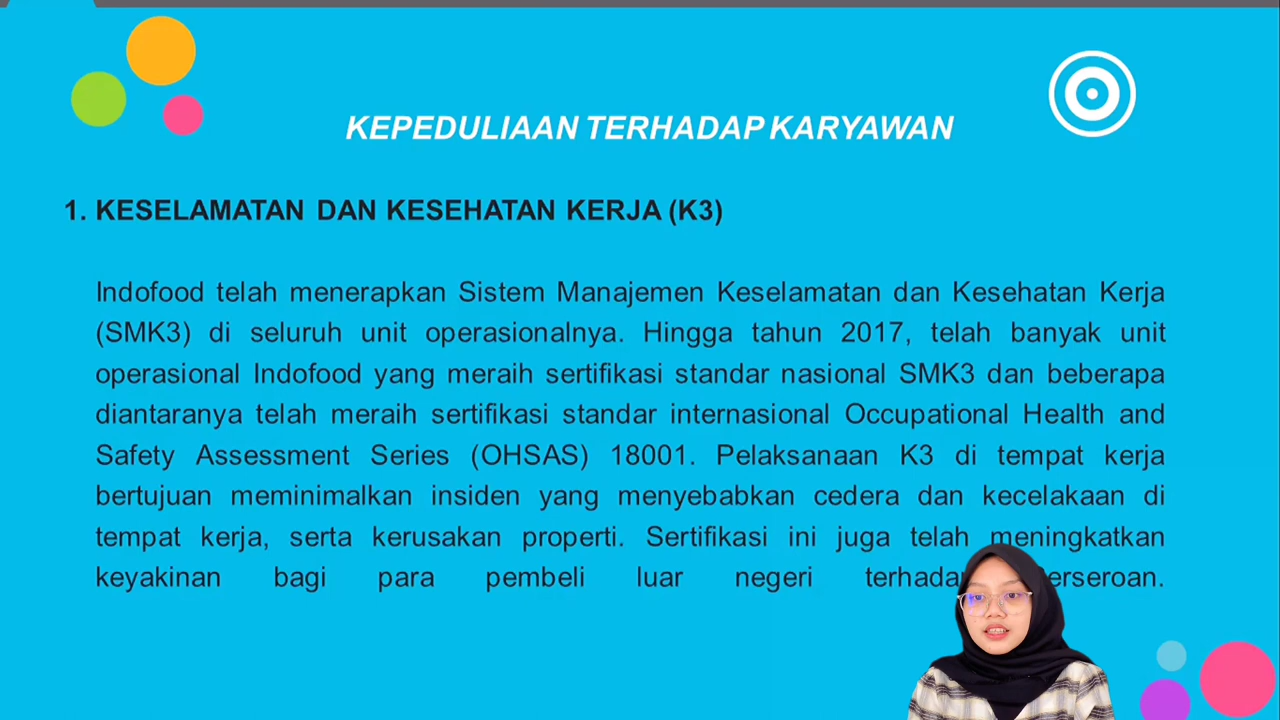 KEPEDULIAAN TERHADAP KARYAWAN
1. KESELAMATAN DAN KESEHATAN KERJA (K3)
Indofood telah menerapkan Sistem Manajemen Keselamatan dan Kesehatan Kerja
(SMK3) di seluruh unit operasionalnya. Hingga tahun 2017, telah banyak unit
operasional Indofood yang meraih sertifikasi standar nasional SMK3 dan beberapa
diantaranya telah meraih sertifikasi standar internasional Occupational Health and
Safety Assessment Series (OHSAS) 18001. Pelaksanaan K3 di tempat kerja
bertujuan meminimalkan insiden yang menyebabkan cedera dan kecelakaan di
tempat kerja, serta kerusakan properti. Sertifikasi ini juga telah meningkatkan
keyakinan bagi para pembeli luar negeri